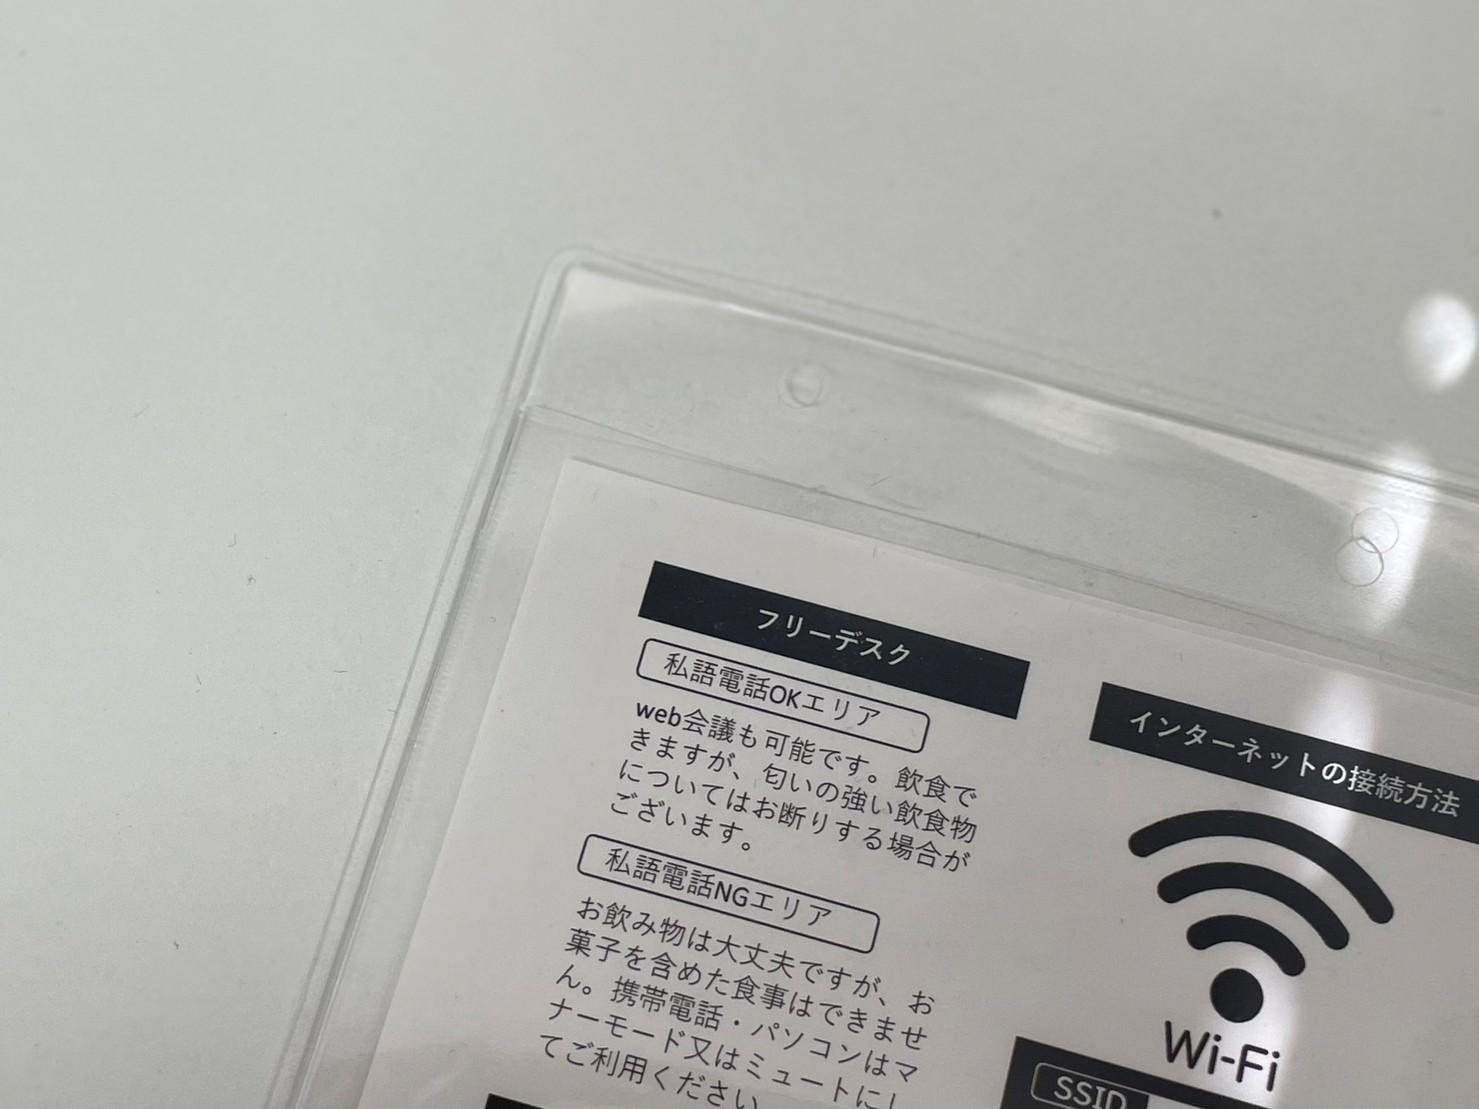 フリーデスク
私語電話OKエリア
web会議も可能です。飲食で
きますが、匂いの強い飲食物
についてはお断りする場合が
ございます。
私語電話NGエリア
お飲み物は大丈夫ですが、お
菓子を含めた食事はできませ
ん。携帯電話・パソコンはマ
ナーモード又はミュートにし
てご利用ください
インターネットの接続方法
Wi-Fi
SSID